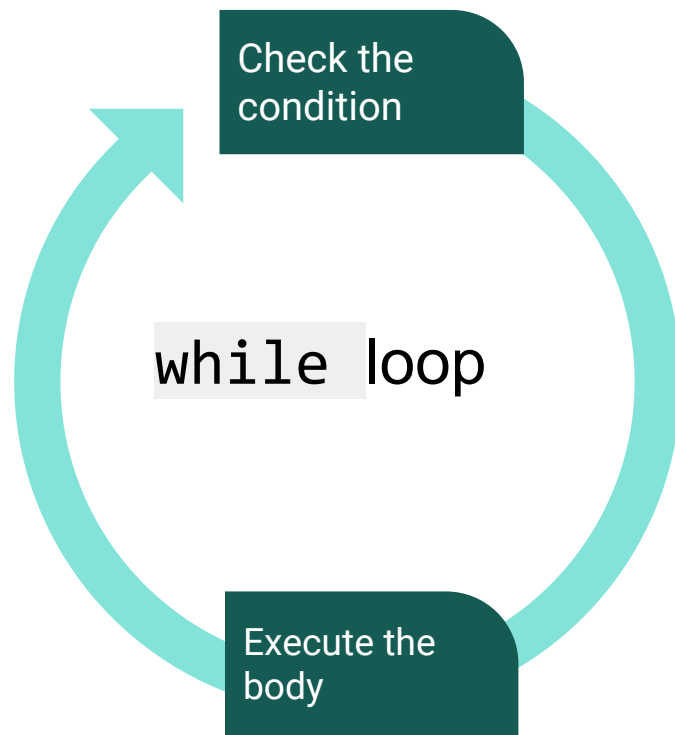 Check the
condition
while loop
Execute the
body